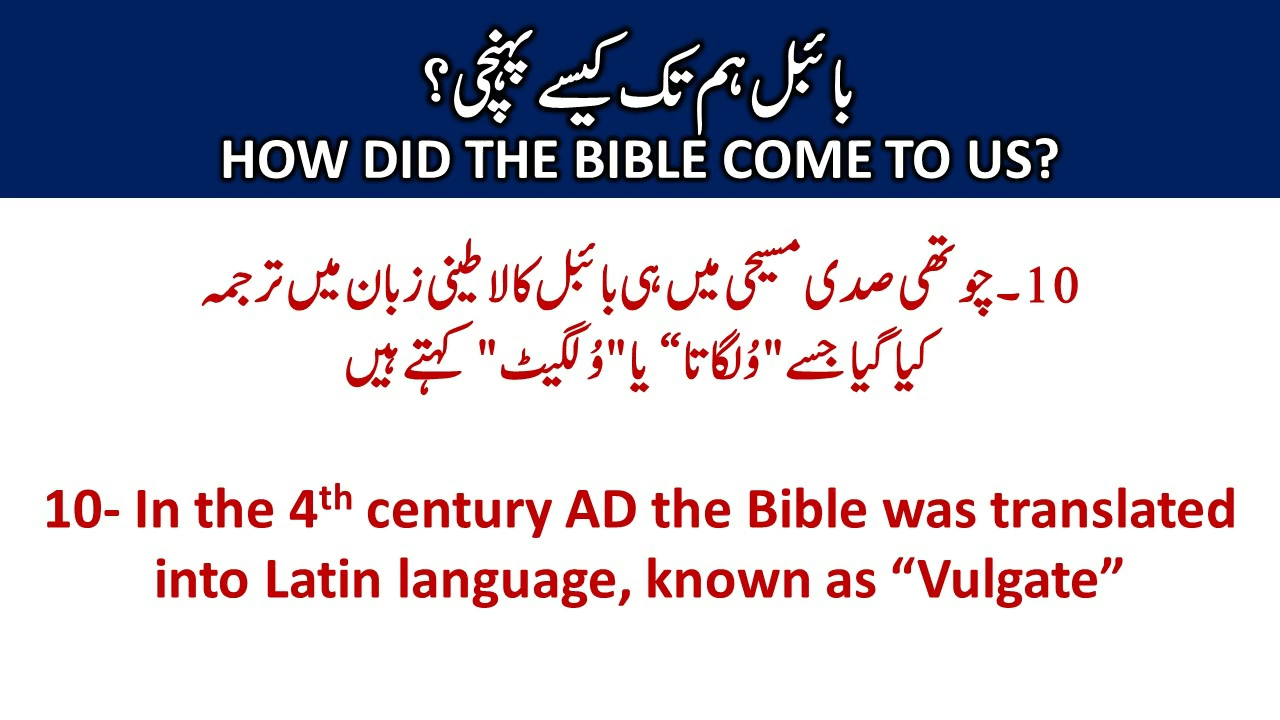 بائبل ہم تک کیسے پہنچی؟
HOW DID THE BIBLE COME TO US?
10۔ چوتھی صدی مسیحی میں ہی بائبل کا لاطینی زبان میں ترجمہ
کیا گیا جسے "وُلگاتا“ یا "وُلگیٹ" کہتے ہیں
10- In the 4th century AD the Bible was translated
into Latin language, known as “Vulgate”